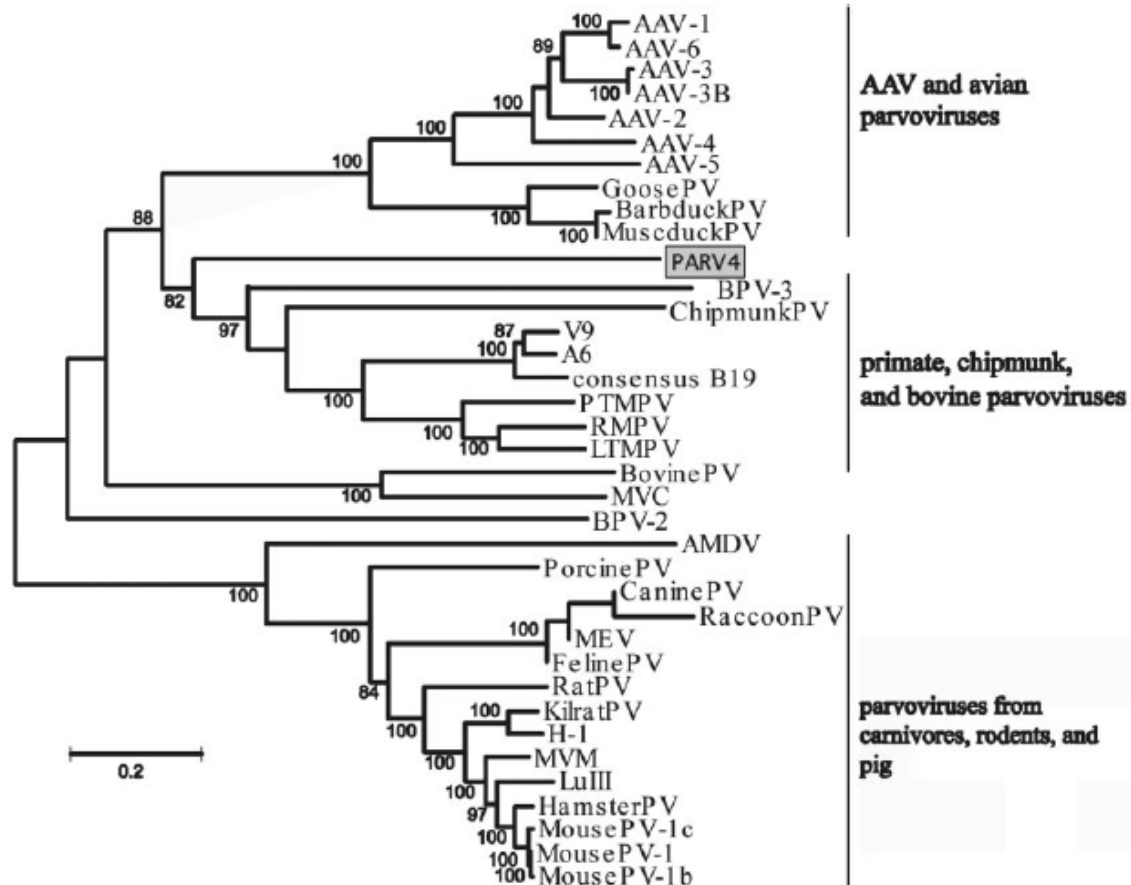 100
AAV-1
AAV-6
89
AAV-3
100
AAV-3B
100
AAV-2
100
AAV-4
100
AAV-5
AAV and avian
parvoviruses
GoosePV
100
BarbduckPV
100
MuscduckPV
88
PARV4
82
BPV-3
97
ChipmunkPV
87
V9
100
A6
consensus B19
100
PTMPV
100
RMPV
100
LTMPV
primate, chipmunk,
and bovine parvoviruses
BovinePV
100
MVC
BPV-2
AMDV
100
PorcinePV
100
CaninePV
RaccoonPV
100
MEV
FelinePV
84
RatPV
100
100
KilratPV
H-1
100
MVM
100
LuIII
97
HamsterPV
100
MousePV-1c
100
MousePV-1
100
MousePV-1b
parvoviruses from
carnivores, rodents, and
pig
0.2